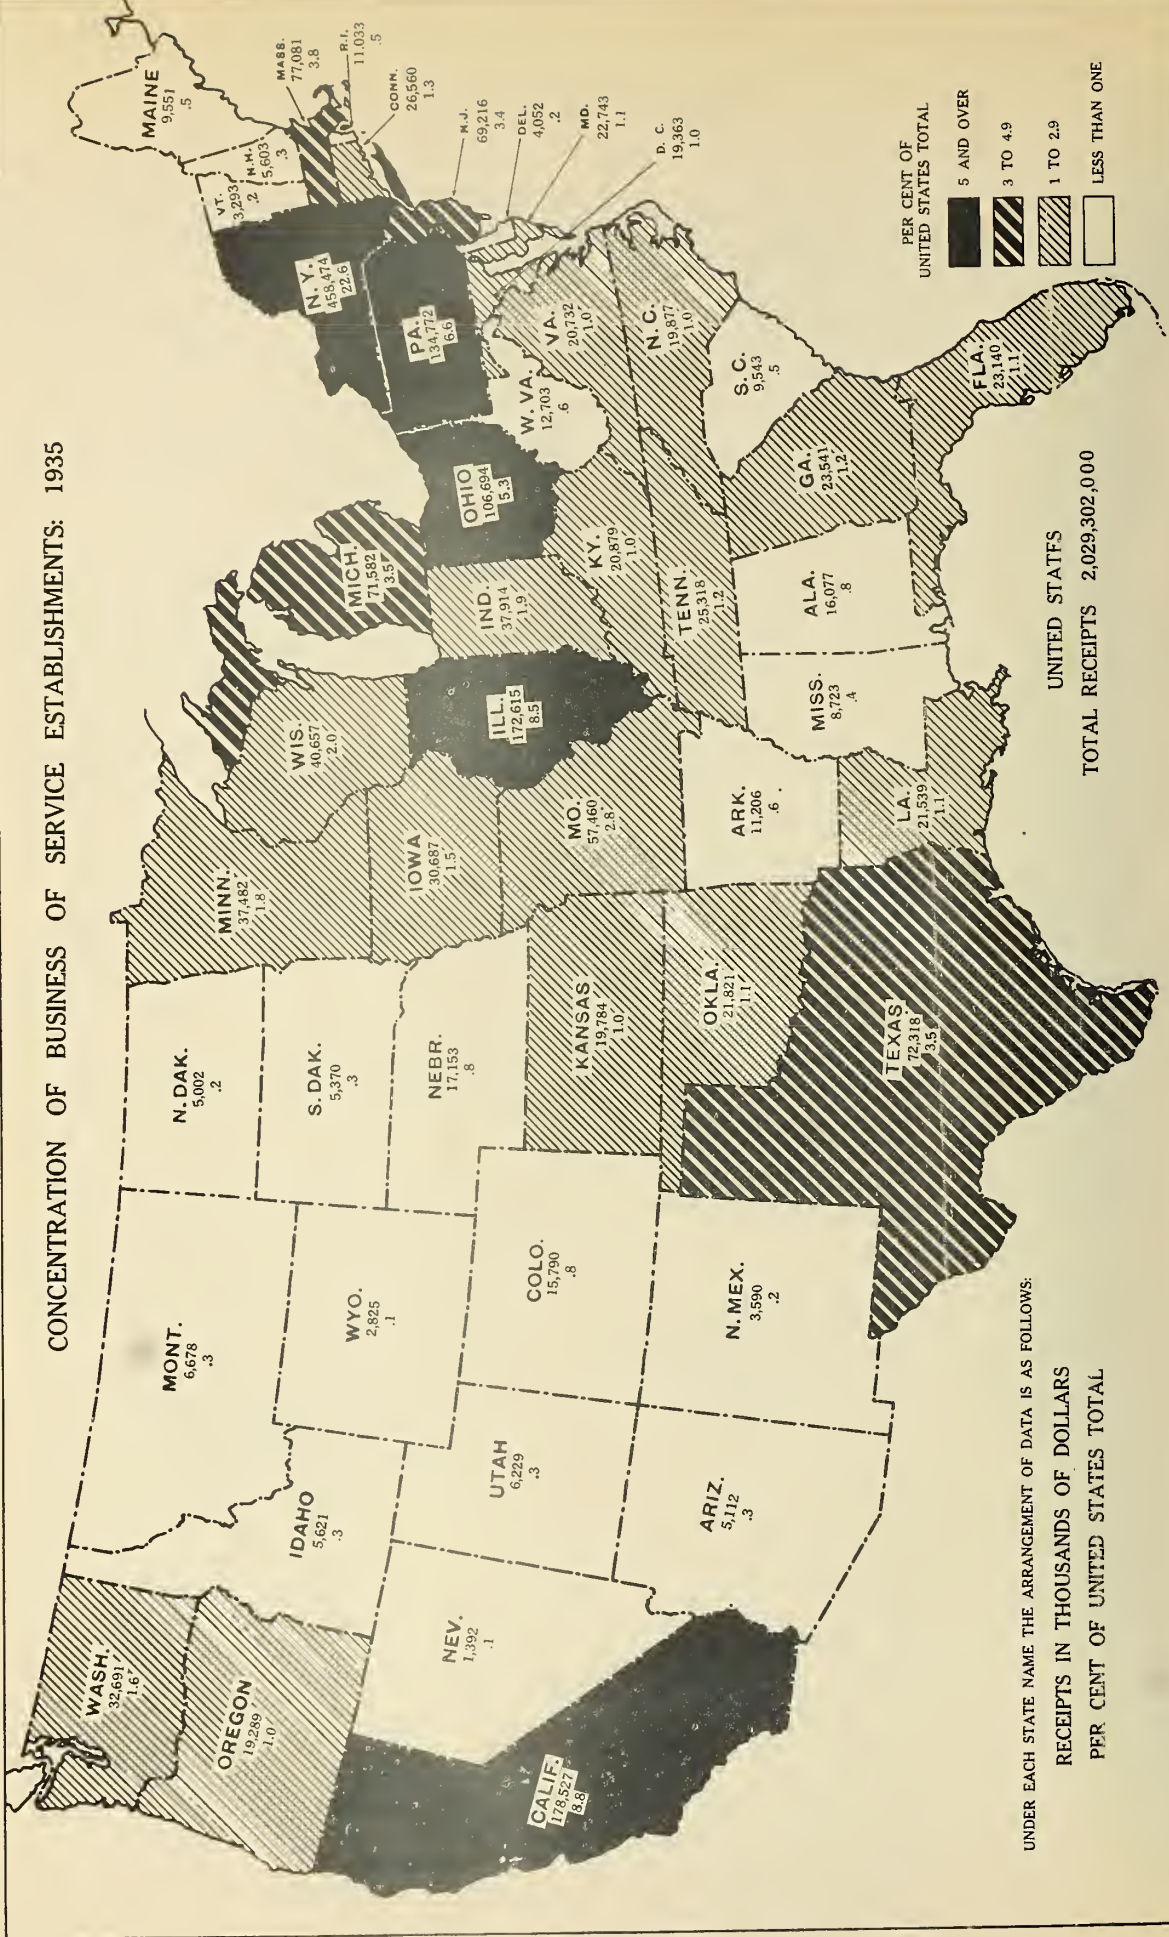 CONCENTRATION OF BUSINESS OF SERVICE ESTABLISHMENTS: 1935
WASH.
32,691
1.6
OREGON
19,289
1.0
CALIF.
178,527
8.8
NEV.
1,392
.1
IDAHO
5,621
.3
MONT.
6,678
.3
WYO.
2,825
.1
UTAH
6,229
.3
ARIZ.
5,112
.3
COLO.
15,790
.8
N. MEX.
3,590
.2
N. DAK.
5,002
.2
S. DAK.
5,370
.3
NEBR.
17,153
.8
KANSAS
19,784
1.0
OKLA.
21,821
1.1
TEXAS
72,318
3.5
MINN.
37,482
1.8
IOWA
30,687
1.5
MO.
57,460
2.8
ARK.
11,206
.6
LA.
21,539
1.1
WIS.
40,657
2.0
ILL.
172,615
8.5
MICH.
71,582
3.5
IND.
37,914
1.9
OHIO
106,694
5.3
KY.
20,879
1.0
TENN.
25,318
1.2
MISS.
8,723
.4
ALA.
16,077
.8
GA.
23,541
1.2
FLA.
23,140
1.1
S. C.
9,543
.5
N. C.
19,877
1.0
VA.
20,732
1.0
W. VA.
12,703
.6
PA.
134,772
6.6
N. Y.
458,474
22.6
VT.
3,293
.2
N.H.
5,603
.3
MAINE
9,551
.5
MASS.
77,081
3.8
R.I.
11,033
.5
CONN.
26,560
1.3
N.J.
69,216
3.4
DEL.
4,052
.2
MD.
22,743
1.1
D. C.
19,363
1.0
PER CENT OF
UNITED STATES TOTAL
5 AND OVER
3 TO 4.9
1 TO 2.9
LESS THAN ONE
UNITED STATES
TOTAL RECEIPTS 2,029,302,000
UNDER EACH STATE NAME THE ARRANGEMENT OF DATA IS AS FOLLOWS:
RECEIPTS IN THOUSANDS OF DOLLARS
PER CENT OF UNITED STATES TOTAL